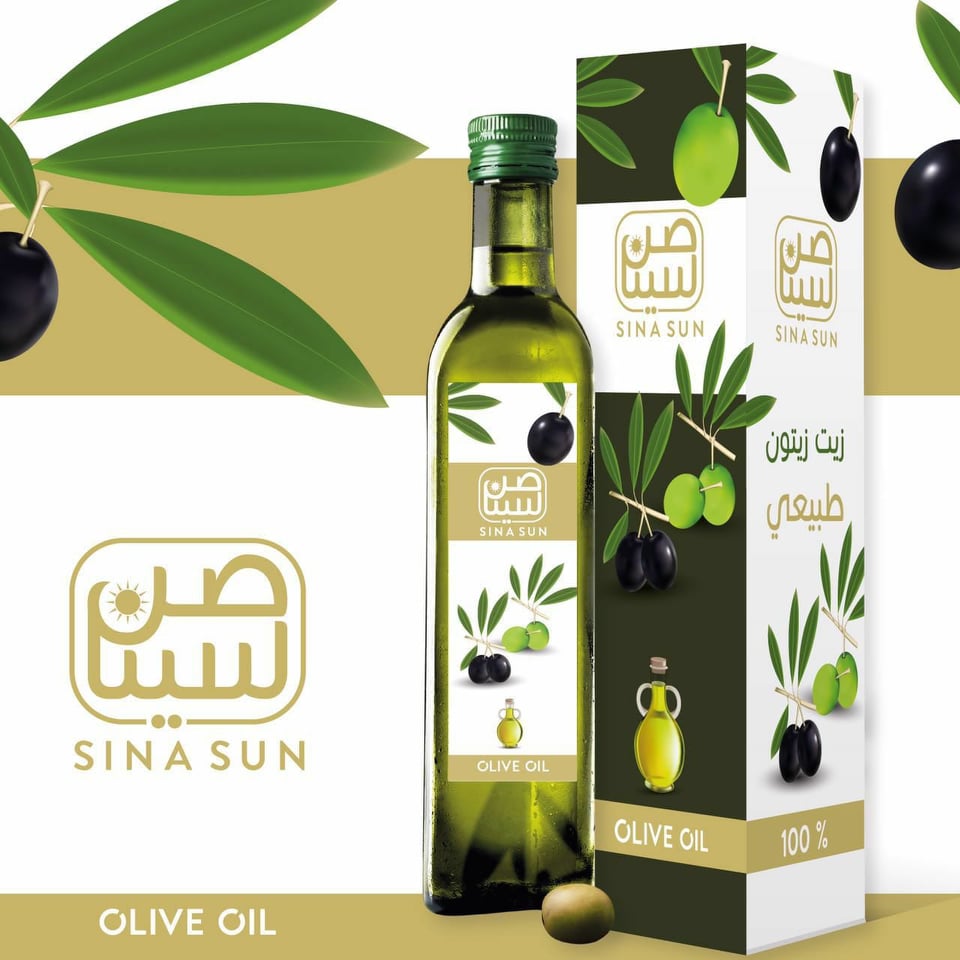 صن
سينا
SINA SUN
OLIVE OIL
صن
سينا
SINA SUN
OLIVE OIL
صن
سينا
SINA SUN
OLIVE OIL
صن
سينا
SINA SUN
زيت زيتون
طبيعي
100 %